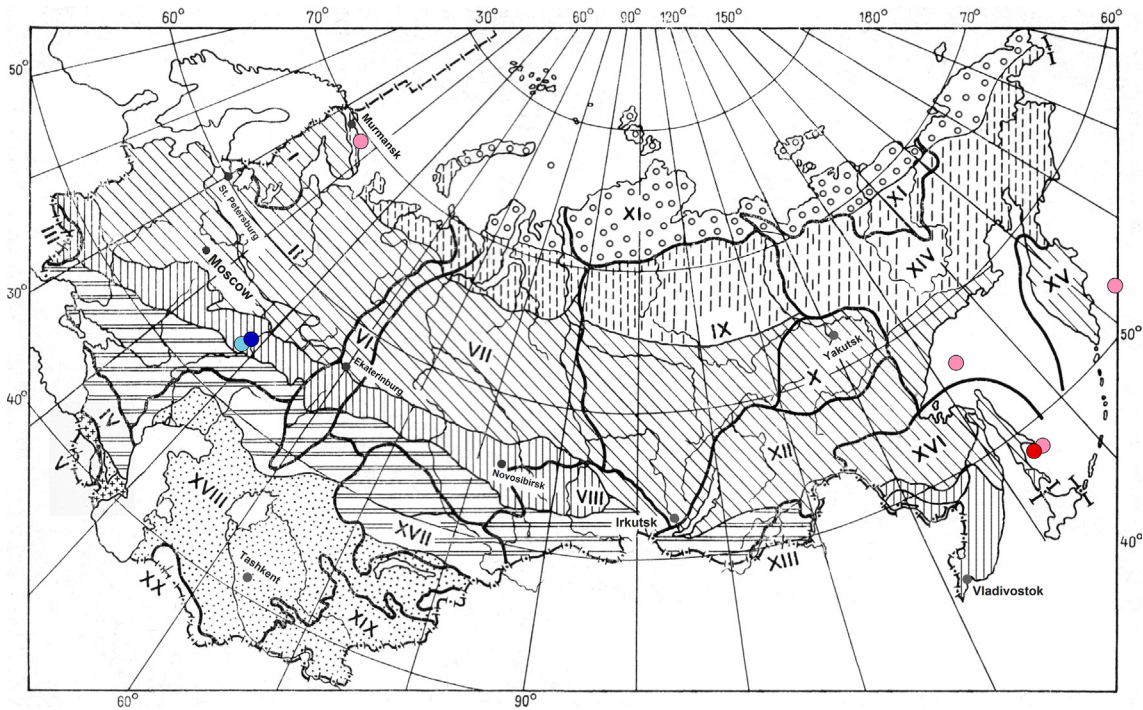 60° 70° 30° 60° 90° 120° 150° 180° 70° 60°
50°
Murmansk
I
St. Petersburg
XI
III
II
Moscow
XI
XIV
XV
30°
VI
VII
IX
50°
Yakutsk
Ekaterinburg
X
40°
IV
V
XVI
XII
Novosibirsk
XVIII
VIII
Irkutsk
XVII
40°
XIII
Tashkent
XX
Vladivostok
XIX
60° 90°